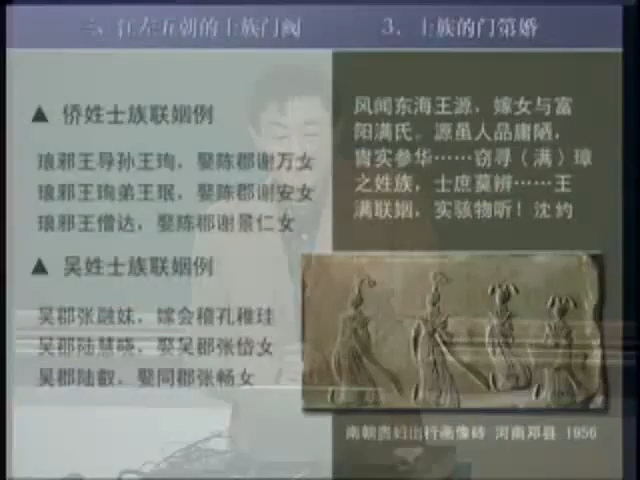 三、江左五朝的士族门阀
3．士族的门第婚
▲ 侨姓士族联姻例
琅邪王导孙王珣，娶陈郡谢万女
琅邪王珣弟王珉，娶陈郡谢安女
琅邪王僧达，娶陈郡谢景仁女
▲ 吴姓士族联姻例
吴郡张融妹，嫁会稽孔稚珪
吴郡陆慧晓，娶吴郡张岱女
吴郡陆叡，娶同郡张畅女
风闻东海王源，嫁女与富
阳满氏。源虽人品庸陋，
胄实参华……窃寻（满）璋
之姓族，士庶莫辨……王
满联姻，实骇物听！沈约
南朝贵妇出行画像砖 河南邓县 1956